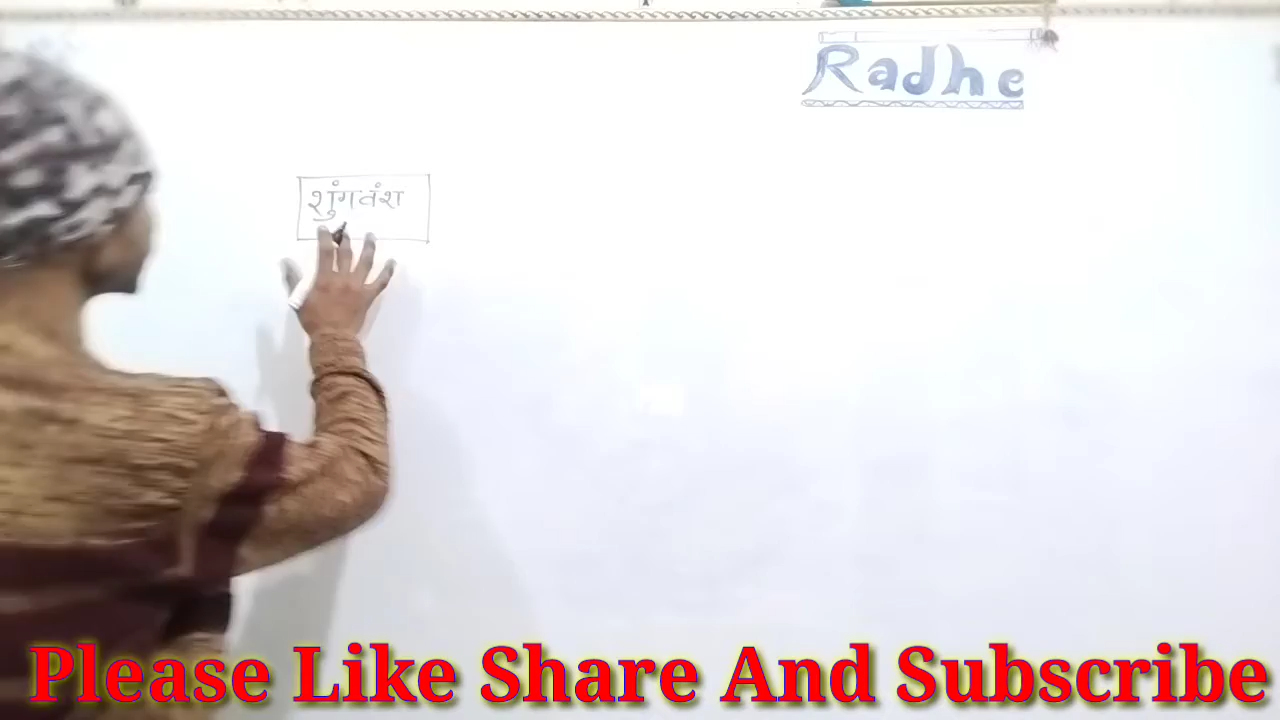 Radhe
शुंगवंश
Please Like Share And Subscribe